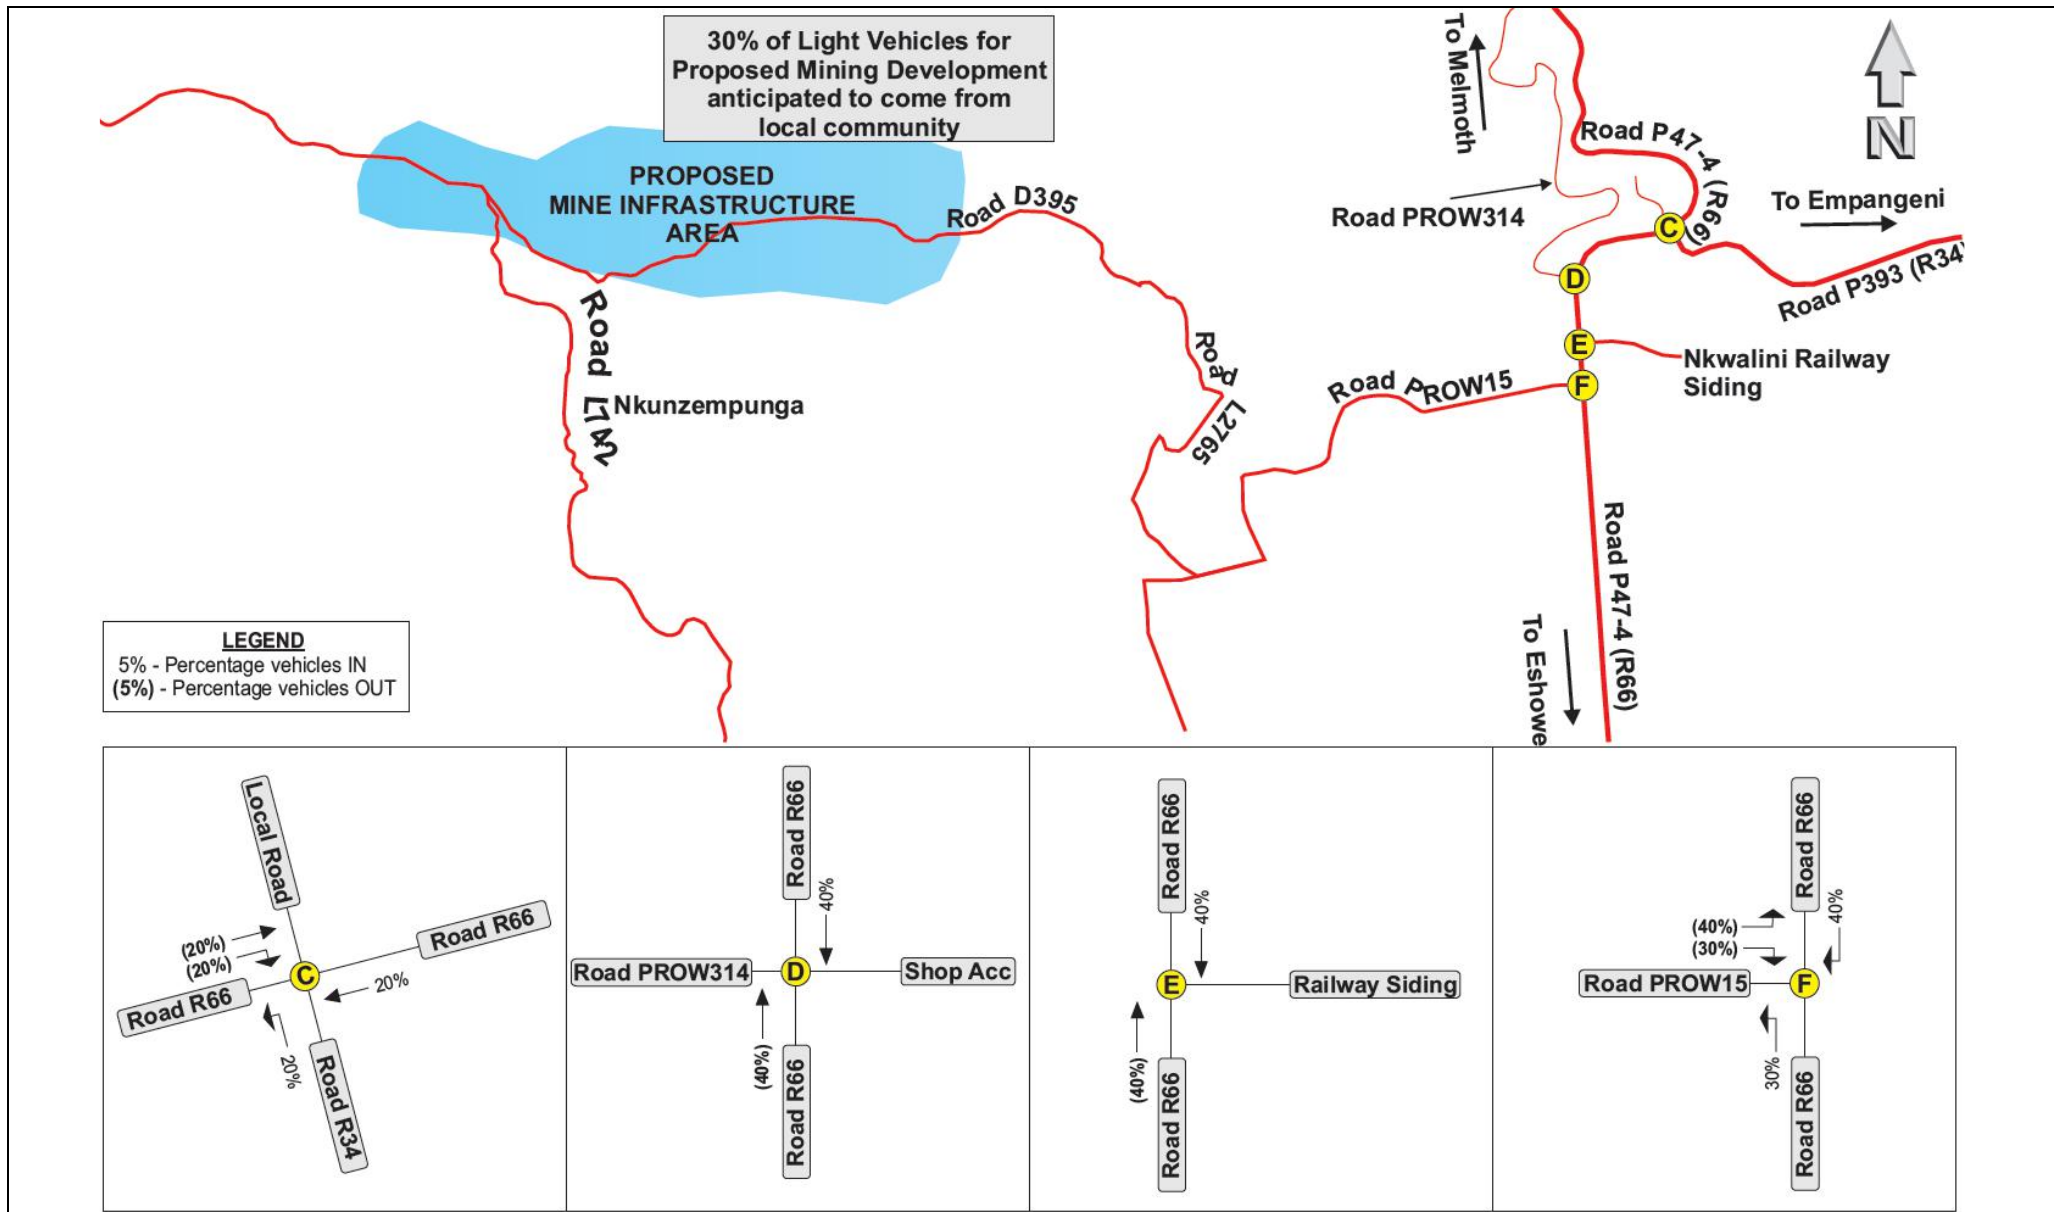 30% of Light Vehicles for
Proposed Mining Development
anticipated to come from
local community
PROPOSED
MINE INFRASTRUCTURE
AREA
Road D395
Road L742
Nkunzempunga
Road L2765
To Melmoth
Road P47-4 (R66)
Road PROW314
To Empangeni
N
C
Road P393 (R34)
D
E
Nkwalini Railway
Siding
F
Road PROW15
Road P47-4 (R66)
To Eshowe
LEGEND
5% - Percentage vehicles IN
(5%) - Percentage vehicles OUT
Local Road
(20%)
(20%)
Road R66
C
Road R66
20%
20%
Road R34
Road R66
40%
Road PROW314
D
Shop Acc
(40%)
Road R66
Road R66
40%
E
Railway Siding
(40%)
Road R66
Road R66
40%
(40%)
(30%)
Road PROW15
F
30%
Road R66